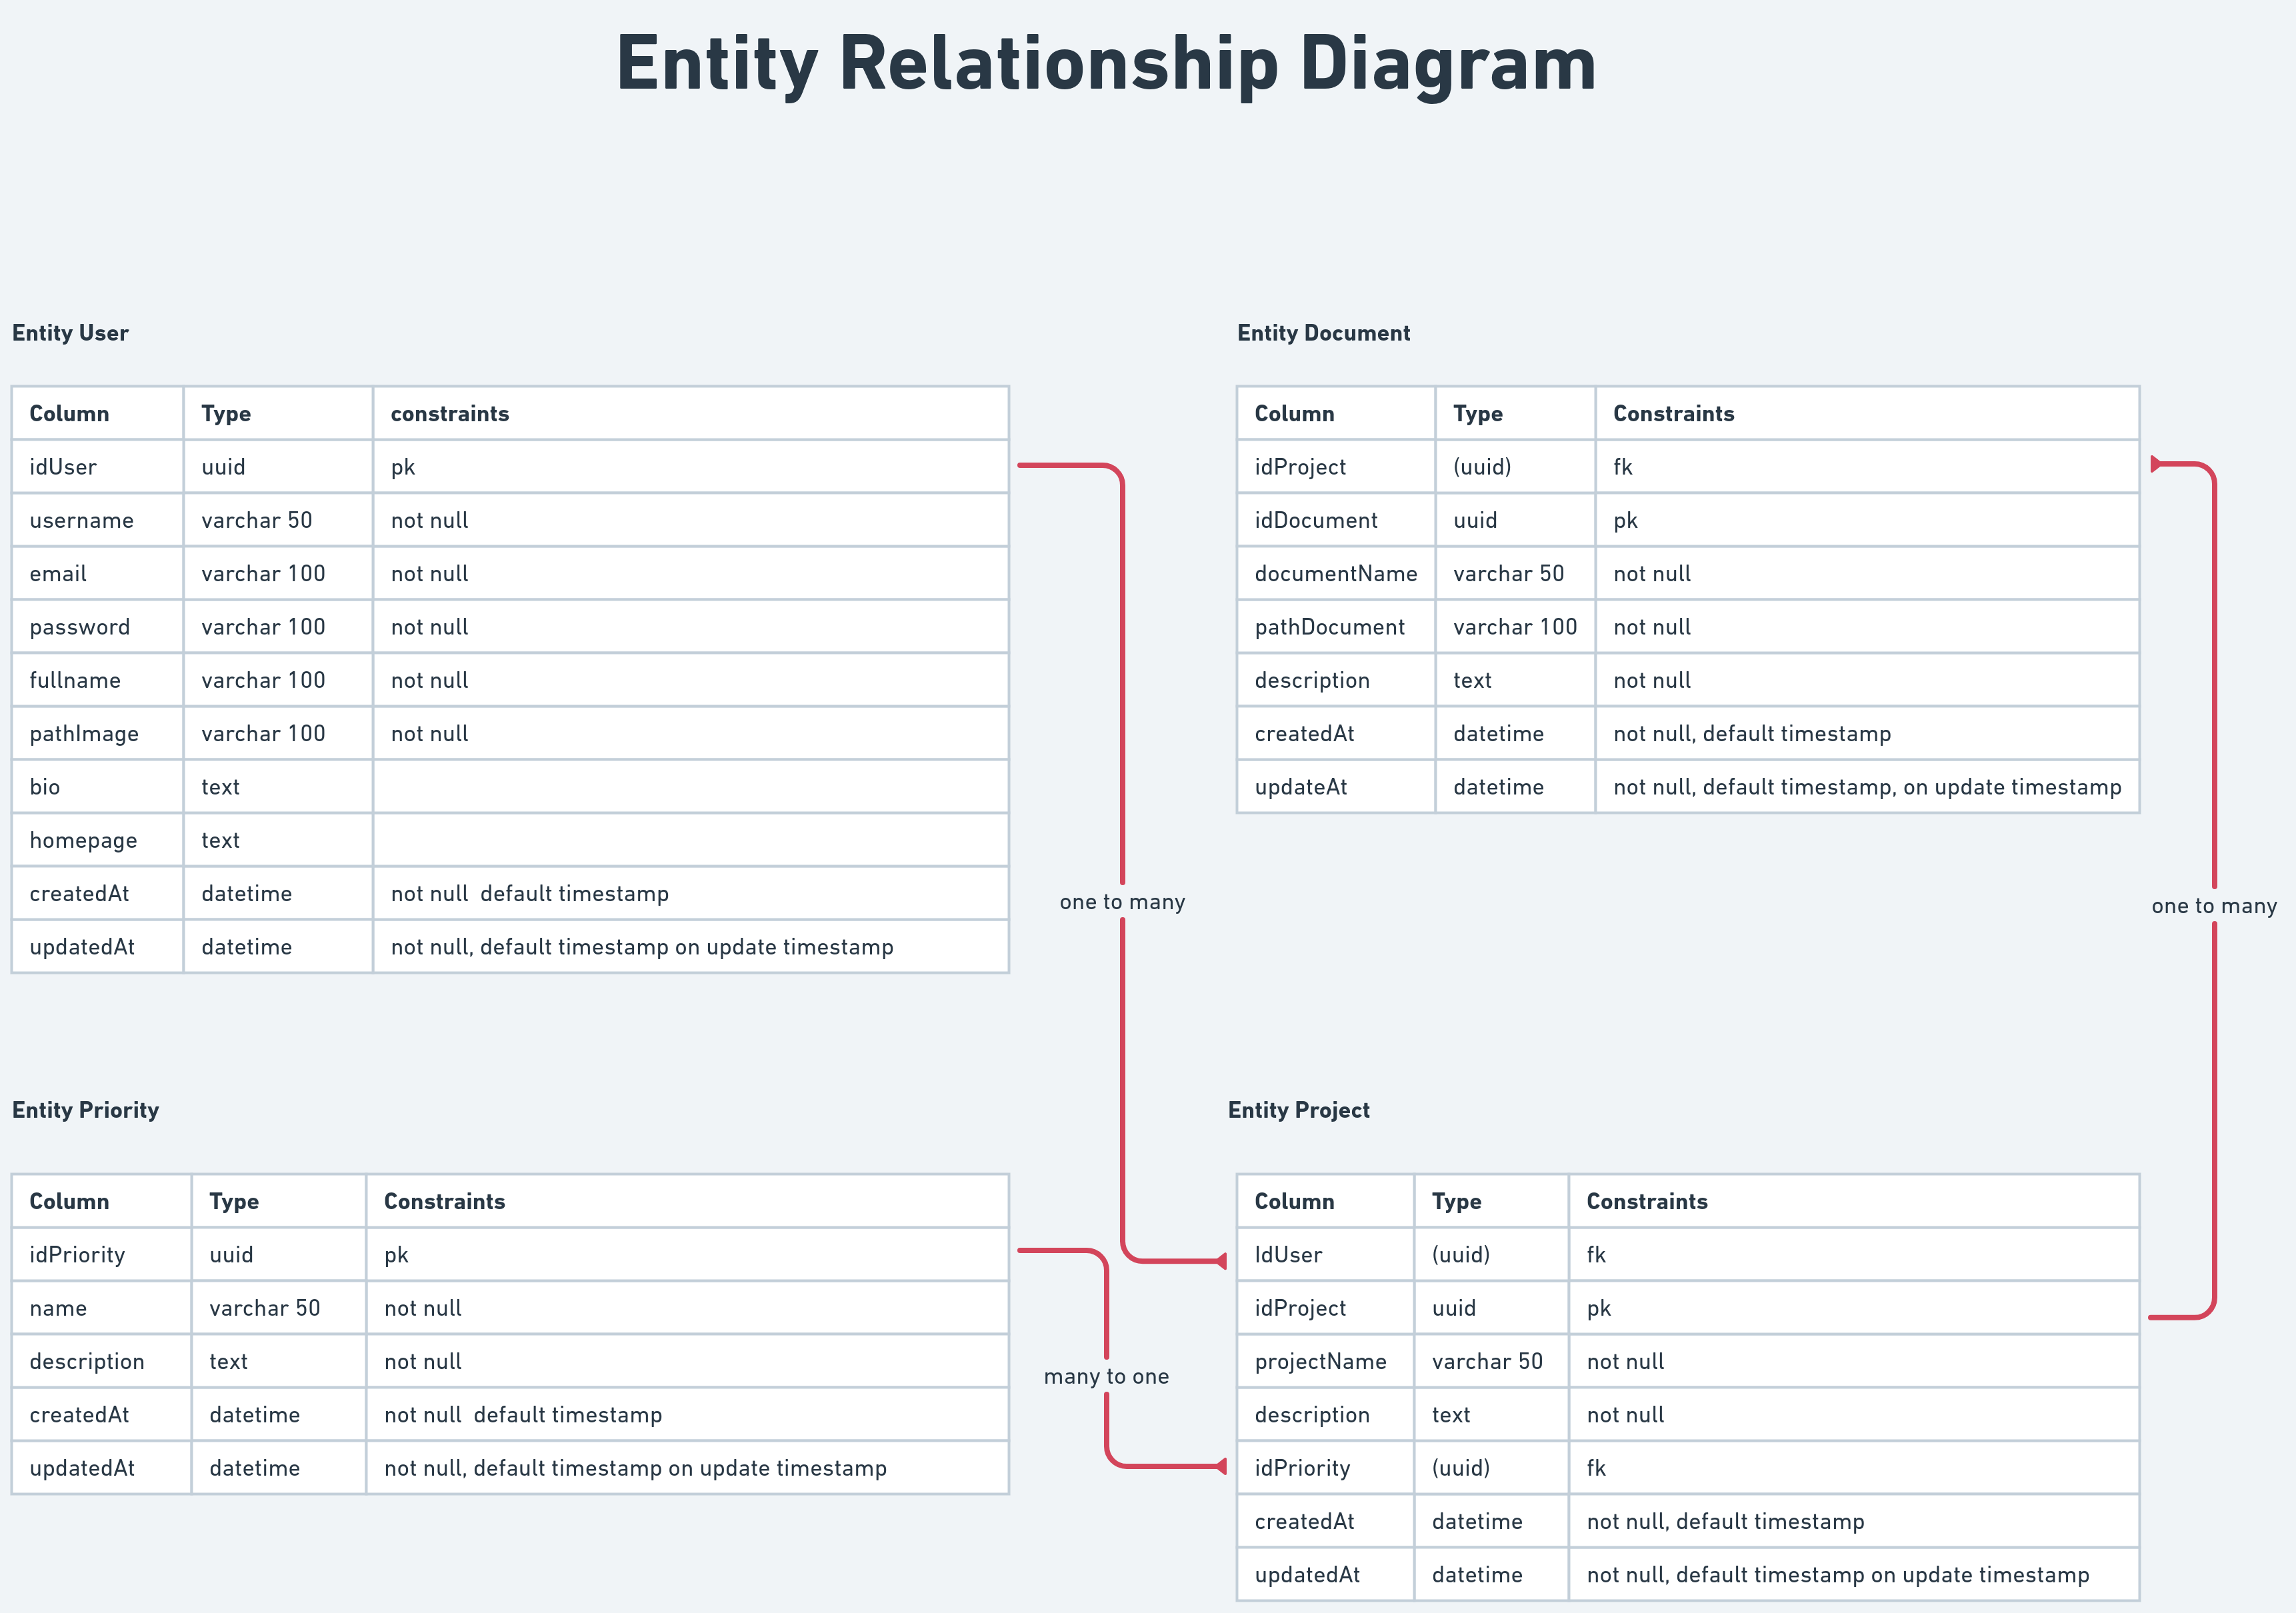 Entity Relationship Diagram
Entity User
Column Type constraints
idUser uuid pk
username varchar 50 not null
email varchar 100 not null
password varchar 100 not null
fullname varchar 100 not null
pathImage varchar 100 not null
bio text
homepage text
createdAt datetime not null  default timestamp
updatedAt datetime not null, default timestamp on update timestamp
Entity Document
Column Type Constraints
idProject (uuid) fk
idDocument uuid pk
documentName varchar 50 not null
pathDocument varchar 100 not null
description text not null
createdAt datetime not null, default timestamp
updateAt datetime not null, default timestamp, on update timestamp
one to many
one to many
Entity Priority
Column Type Constraints
idPriority uuid pk
name varchar 50 not null
description text not null
createdAt datetime not null  default timestamp
updatedAt datetime not null, default timestamp on update timestamp
many to one
Entity Project
Column Type Constraints
IdUser (uuid) fk
idProject uuid pk
projectName varchar 50 not null
description text not null
idPriority (uuid) fk
createdAt datetime not null, default timestamp
updatedAt datetime not null, default timestamp on update timestamp